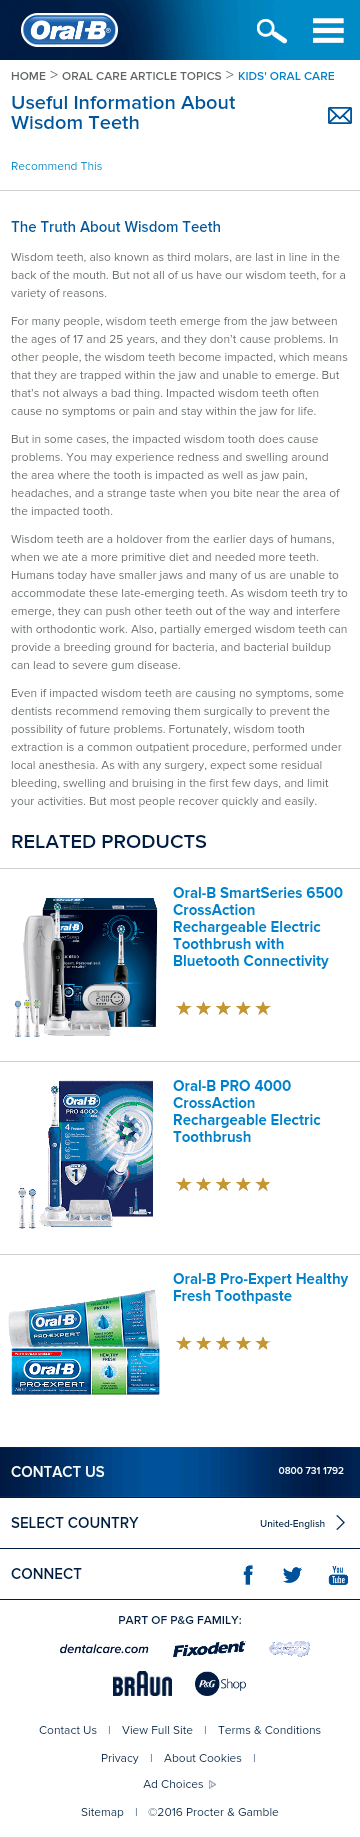 Oral-B
HOME > ORAL CARE ARTICLE TOPICS > KIDS' ORAL CARE
Useful Information About
Wisdom Teeth
Recommend This
The Truth About Wisdom Teeth
Wisdom teeth, also known as third molars, are last in line in the
back of the mouth. But not all of us have our wisdom teeth, for a
variety of reasons.
For many people, wisdom teeth emerge from the jaw between
the ages of 17 and 25 years, and they don't cause problems. In
other people, the wisdom teeth become impacted, which means
that they are trapped within the jaw and unable to emerge. But
that's not always a bad thing. Impacted wisdom teeth often
cause no symptoms or pain and stay within the jaw for life.
But in some cases, the impacted wisdom tooth does cause
problems. You may experience redness and swelling around
the area where the tooth is impacted as well as jaw pain,
headaches, and a strange taste when you bite near the area of
the impacted tooth.
Wisdom teeth are a holdover from the earlier days of humans,
when we ate a more primitive diet and needed more teeth.
Humans today have smaller jaws and many of us are unable to
accommodate these late-emerging teeth. As wisdom teeth try to
emerge, they can push other teeth out of the way and interfere
with orthodontic work. Also, partially emerged wisdom teeth can
provide a breeding ground for bacteria, and bacterial buildup
can lead to severe gum disease.
Even if impacted wisdom teeth are causing no symptoms, some
dentists recommend removing them surgically to prevent the
possibility of future problems. Fortunately, wisdom tooth
extraction is a common outpatient procedure, performed under
local anesthesia. As with any surgery, expect some residual
bleeding, swelling and bruising in the first few days, and limit
your activities. But most people recover quickly and easily.
RELATED PRODUCTS
Oral-B
Oral-B SmartSeries 6500
CrossAction
Rechargeable Electric
Toothbrush with
Bluetooth Connectivity
Oral-B
PRO 4000
Oral-B PRO 4000
CrossAction
Rechargeable Electric
Toothbrush
Oral-B
PRO-EXPERT
HEALTHY
FRESH
Oral-B
PRO-EXPERT
HEALTHY
FRESH
Oral-B Pro-Expert Healthy
Fresh Toothpaste
CONTACT US
0800 731 1792
SELECT COUNTRY
United-English
CONNECT
You
Tube
PART OF P&G FAMILY:
dentalcare.com
Fixodent
BRAUN
P&G Shop
Contact Us | View Full Site | Terms & Conditions
Privacy | About Cookies |
Ad Choices
Sitemap | ©2016 Procter & Gamble